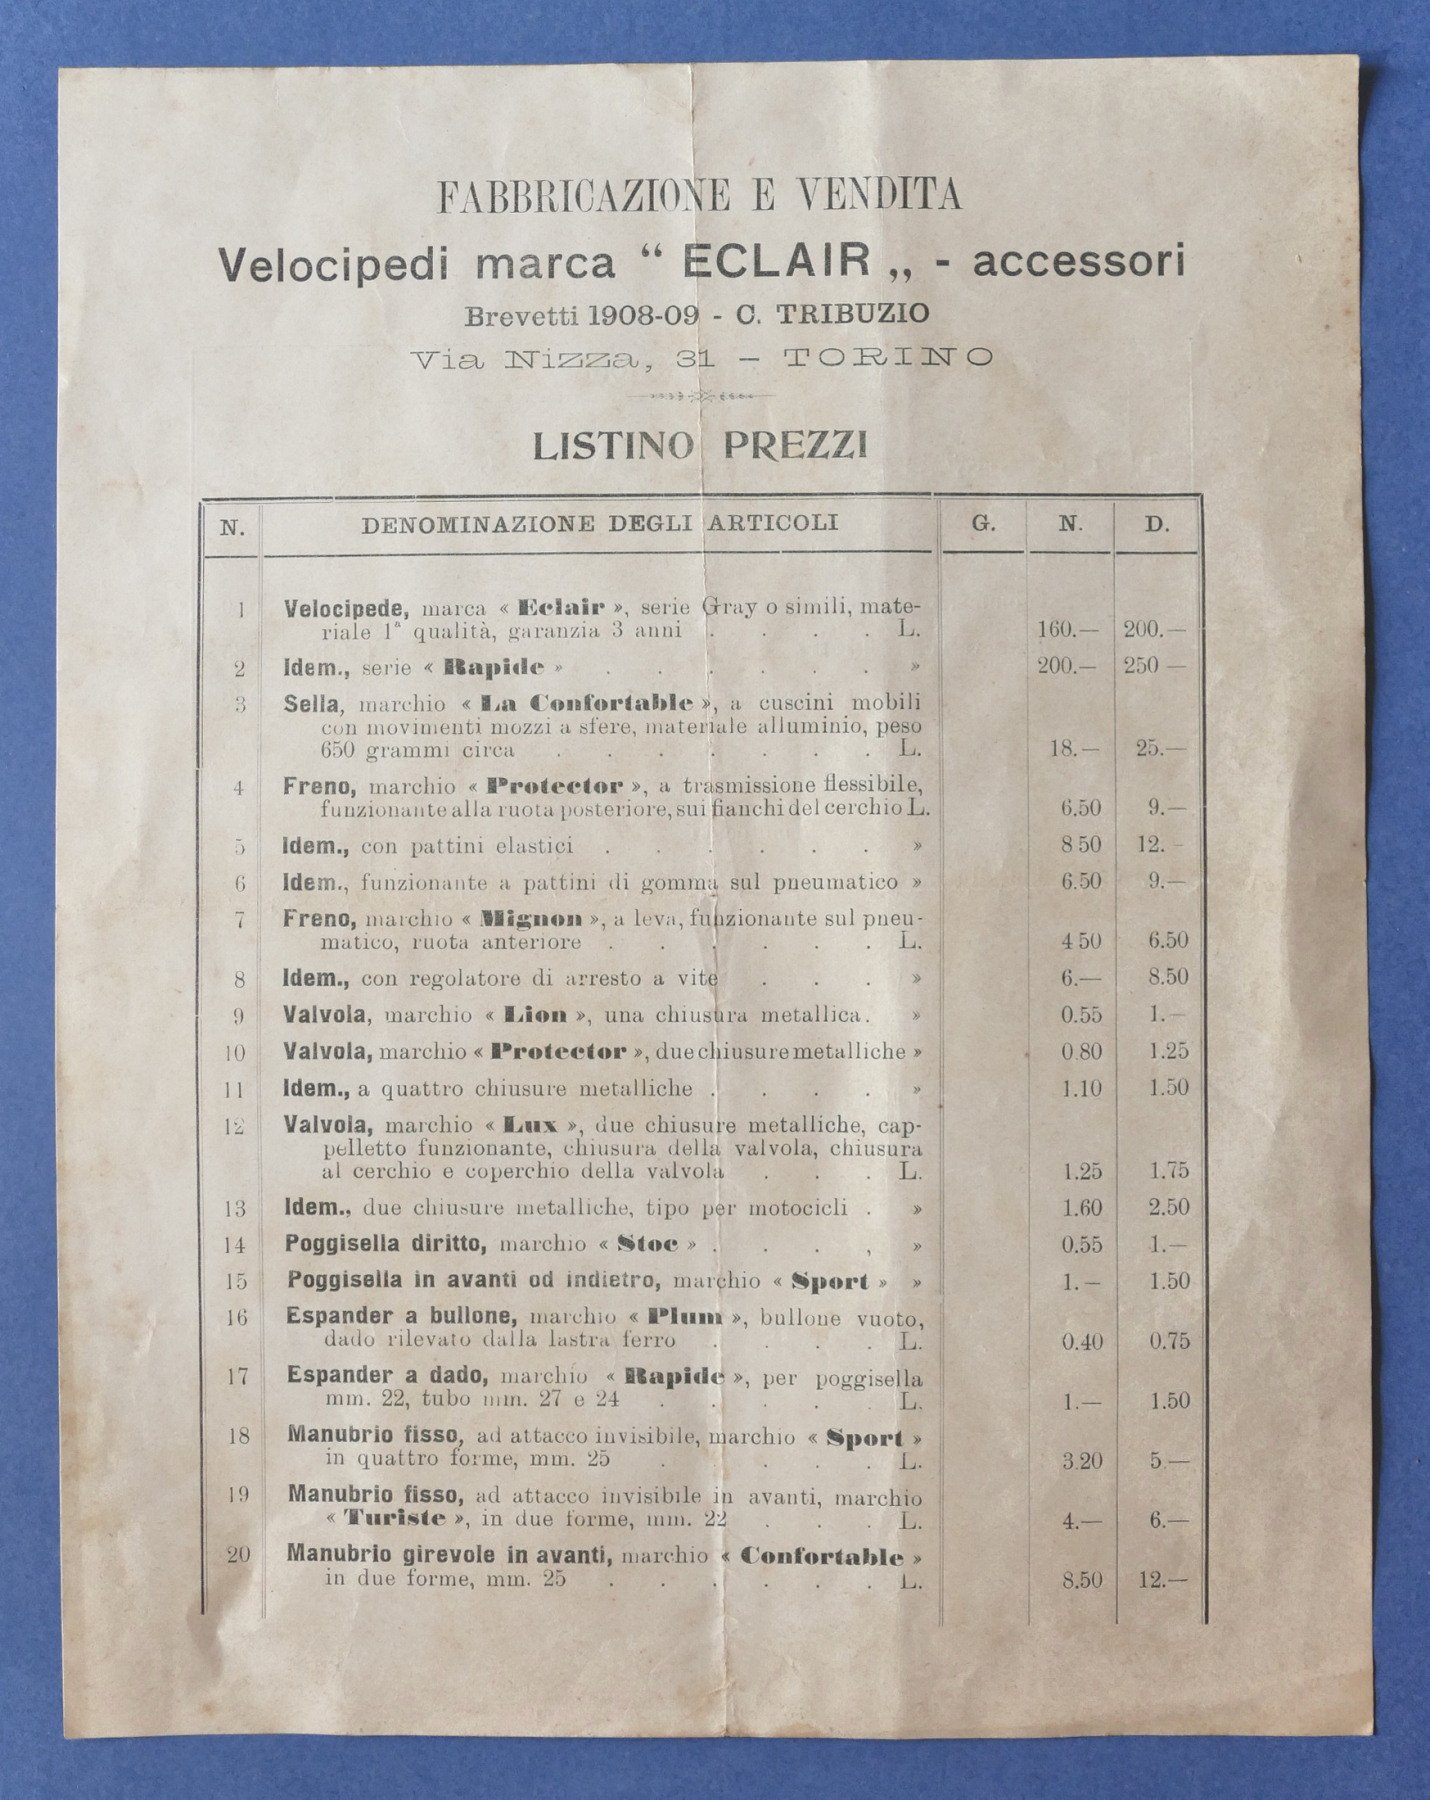 FABBRICAZIONE E VENDITA
Velocipedi marca “ ECLAIR „ - accessori
Brevetti 1908-09 - C. TRIBUZIO
Via Nizza, 31 - TORINO
LISTINO PREZZI
N. DENOMINAZIONE DEGLI ARTICOLI G. N. D.
1 Velocipede, marca « Eclair », serie Gray o simili, mate-
riale 1ª qualità, garanzia 3 anni . . . . L. 160.— 200.—
2 Idem., serie « Rapide » . . . . . . » 200.— 250 —
3 Sella, marchio « La Confortable », a cuscini mobili
con movimenti mozzi a sfere, materiale alluminio, peso
650 grammi circa . . . . . . . L. 18.— 25.—
4 Freno, marchio « Protector », a trasmissione flessibile,
funzionante alla ruota posteriore, sui fianchi del cerchio L. 6.50 9.—
5 Idem., con pattini elastici . . . . . . » 8 50 12. -
6 Idem., funzionante a pattini di gomma sul pneumatico » 6.50 9.—
7 Freno, marchio « Mignon », a leva, funzionante sul pneu-
matico, ruota anteriore . . . . . . L. 4 50 6.50
8 Idem., con regolatore di arresto a vite . . . » 6.— 8.50
9 Valvola, marchio « Lion », una chiusura metallica. » 0.55 1.—
10 Valvola, marchio « Protector », due chiusure metalliche » 0.80 1.25
11 Idem., a quattro chiusure metalliche . . . . » 1.10 1.50
12 Valvola, marchio « Lux », due chiusure metalliche, cap-
pelletto funzionante, chiusura della valvola, chiusura
al cerchio e coperchio della valvola . . . L. 1.25 1.75
13 Idem., due chiusure metalliche, tipo per motocicli . » 1.60 2.50
14 Poggisella diritto, marchio « Stoc » . . . , » 0.55 1.—
15 Poggisella in avanti od indietro, marchio « Sport » » 1. - 1.50
16 Espander a bullone, marchio « Plum », bullone vuoto,
dado rilevato dalla lastra ferro . . . . L. 0.40 0.75
17 Espander a dado, marchio « Rapide », per poggisella
mm. 22, tubo mm. 27 e 24 . . . . . L. 1.— 1.50
18 Manubrio fisso, ad attacco invisibile, marchio « Sport »
in quattro forme, mm. 25 . . . . . L. 3.20 5.—
19 Manubrio fisso, ad attacco invisibile in avanti, marchio
« Turiste », in due forme, mm. 22 . . . L. 4.— 6.—
20 Manubrio girevole in avanti, marchio « Confortable »
in due forme, mm. 25 . . . . . . L. 8.50 12.—